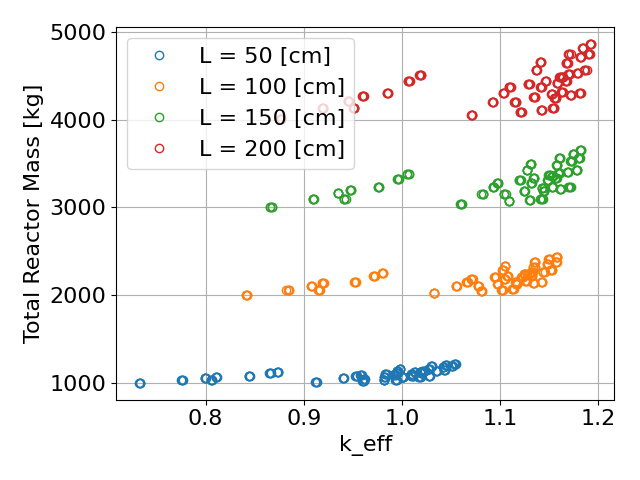 5000
4000
3000
2000
1000
Total Reactor Mass [kg]
L = 50 [cm]
L = 100 [cm]
L = 150 [cm]
L = 200 [cm]
0.8
0.9
1.0
1.1
1.2
k_eff